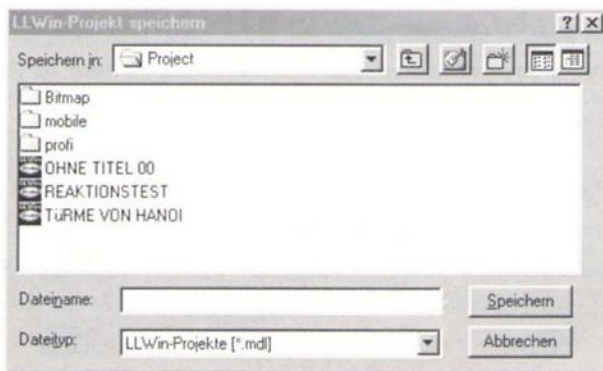 LLWin-Projekt speichern
Speichern in: Project
Bitmap
mobile
profi
OHNE TITEL 00
REAKTIONSTEST
TüRME VON HANOI
Dateiname: Speichern
Dateityp: LLWin-Projekte [*.mdl] Abbrechen